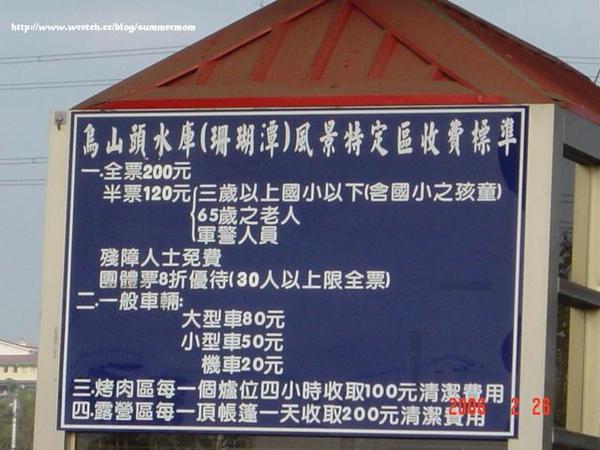 http://www.wretch.cc/blog/summermom
烏山頭水庫(珊瑚潭)風景特定區收費標準
一.全票200元
半票120元{三歲以上國小以下(含國小之孩童)
65歲之老人
軍警人員
殘障人士免費
團體票8折優待(30人以上限全票)
二.一般車輛:
大型車80元
小型車50元
機車20元
三.烤肉區每一個爐位四小時收取100元清潔費用
四.露營區每一頂帳篷一天收取200元清潔費用
2006 2 26